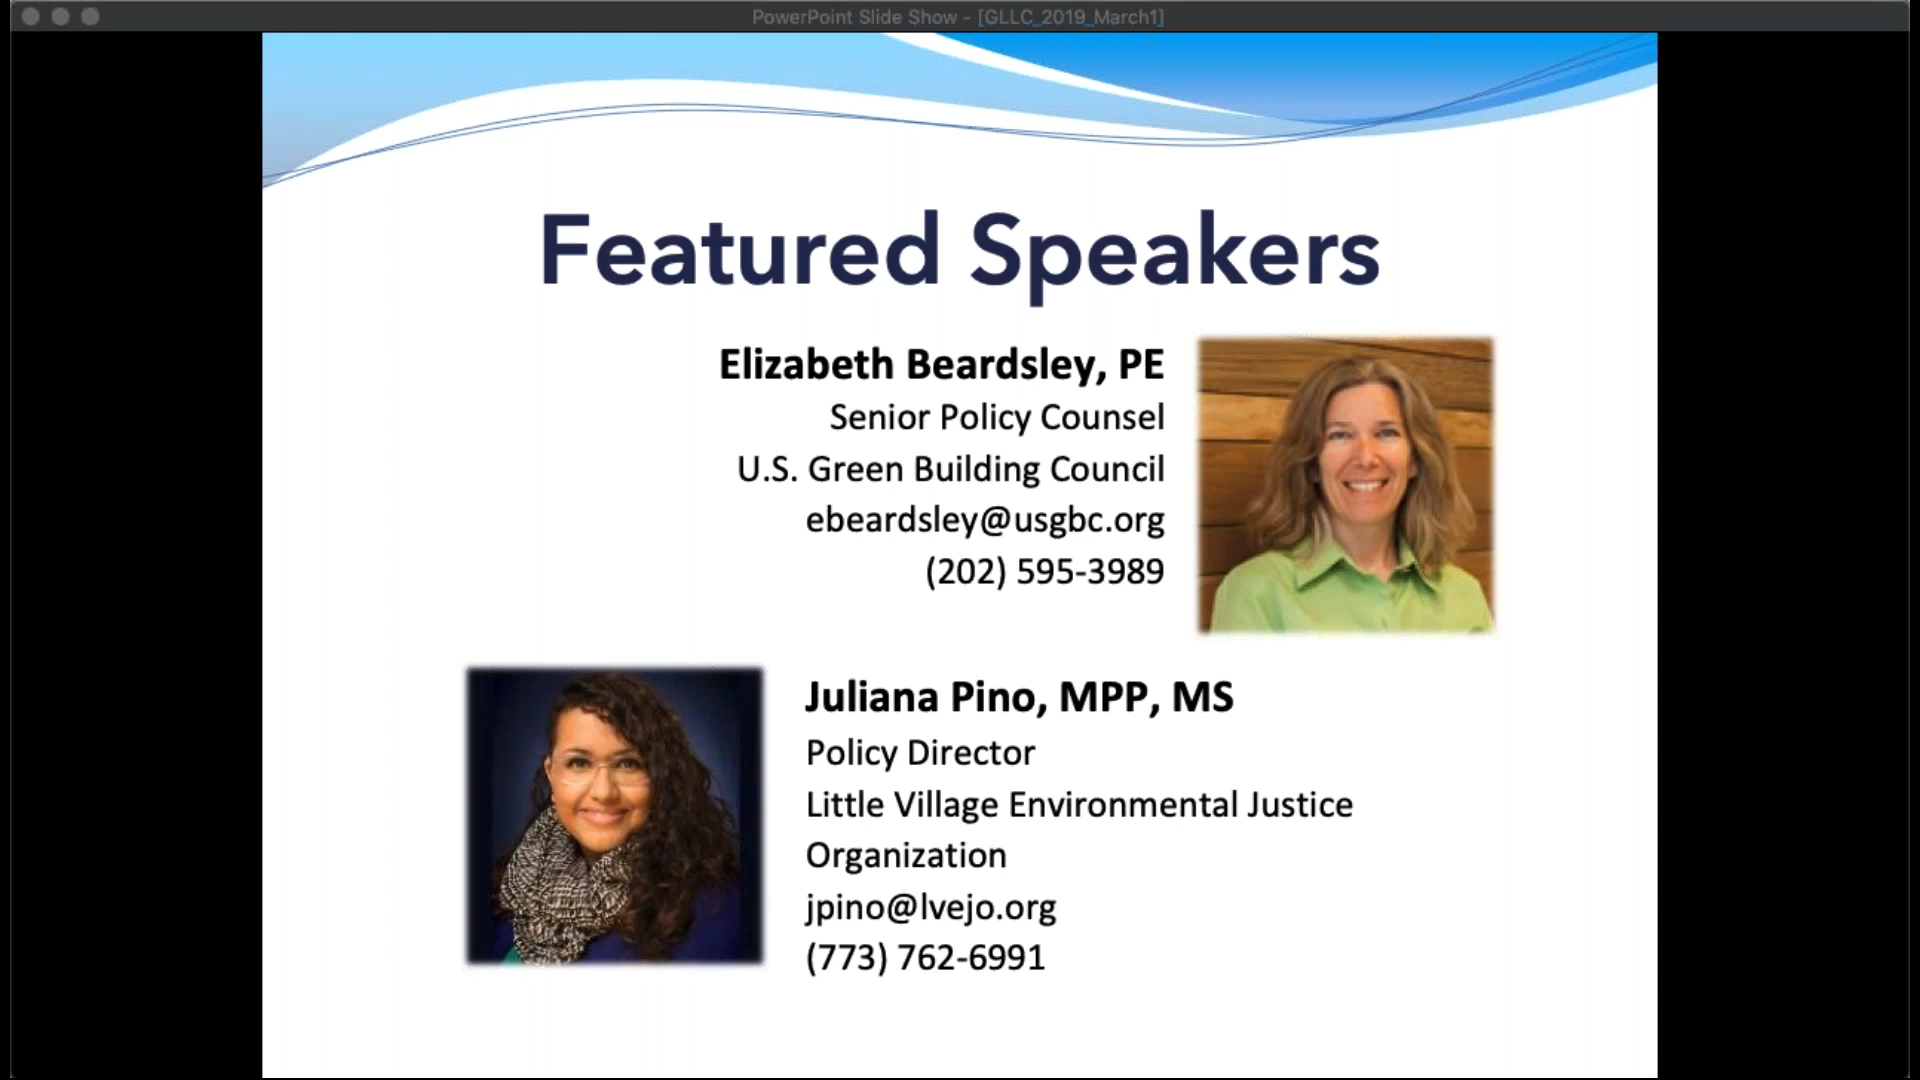 PowerPoint Slide Show - [GLLC_2019_March1]
Featured Speakers
Elizabeth Beardsley, PE
Senior Policy Counsel
U.S. Green Building Council
ebeardsley@usgbc.org
(202) 595-3989
Juliana Pino, MPP, MS
Policy Director
Little Village Environmental Justice
Organization
jpino@lvejo.org
(773) 762-6991